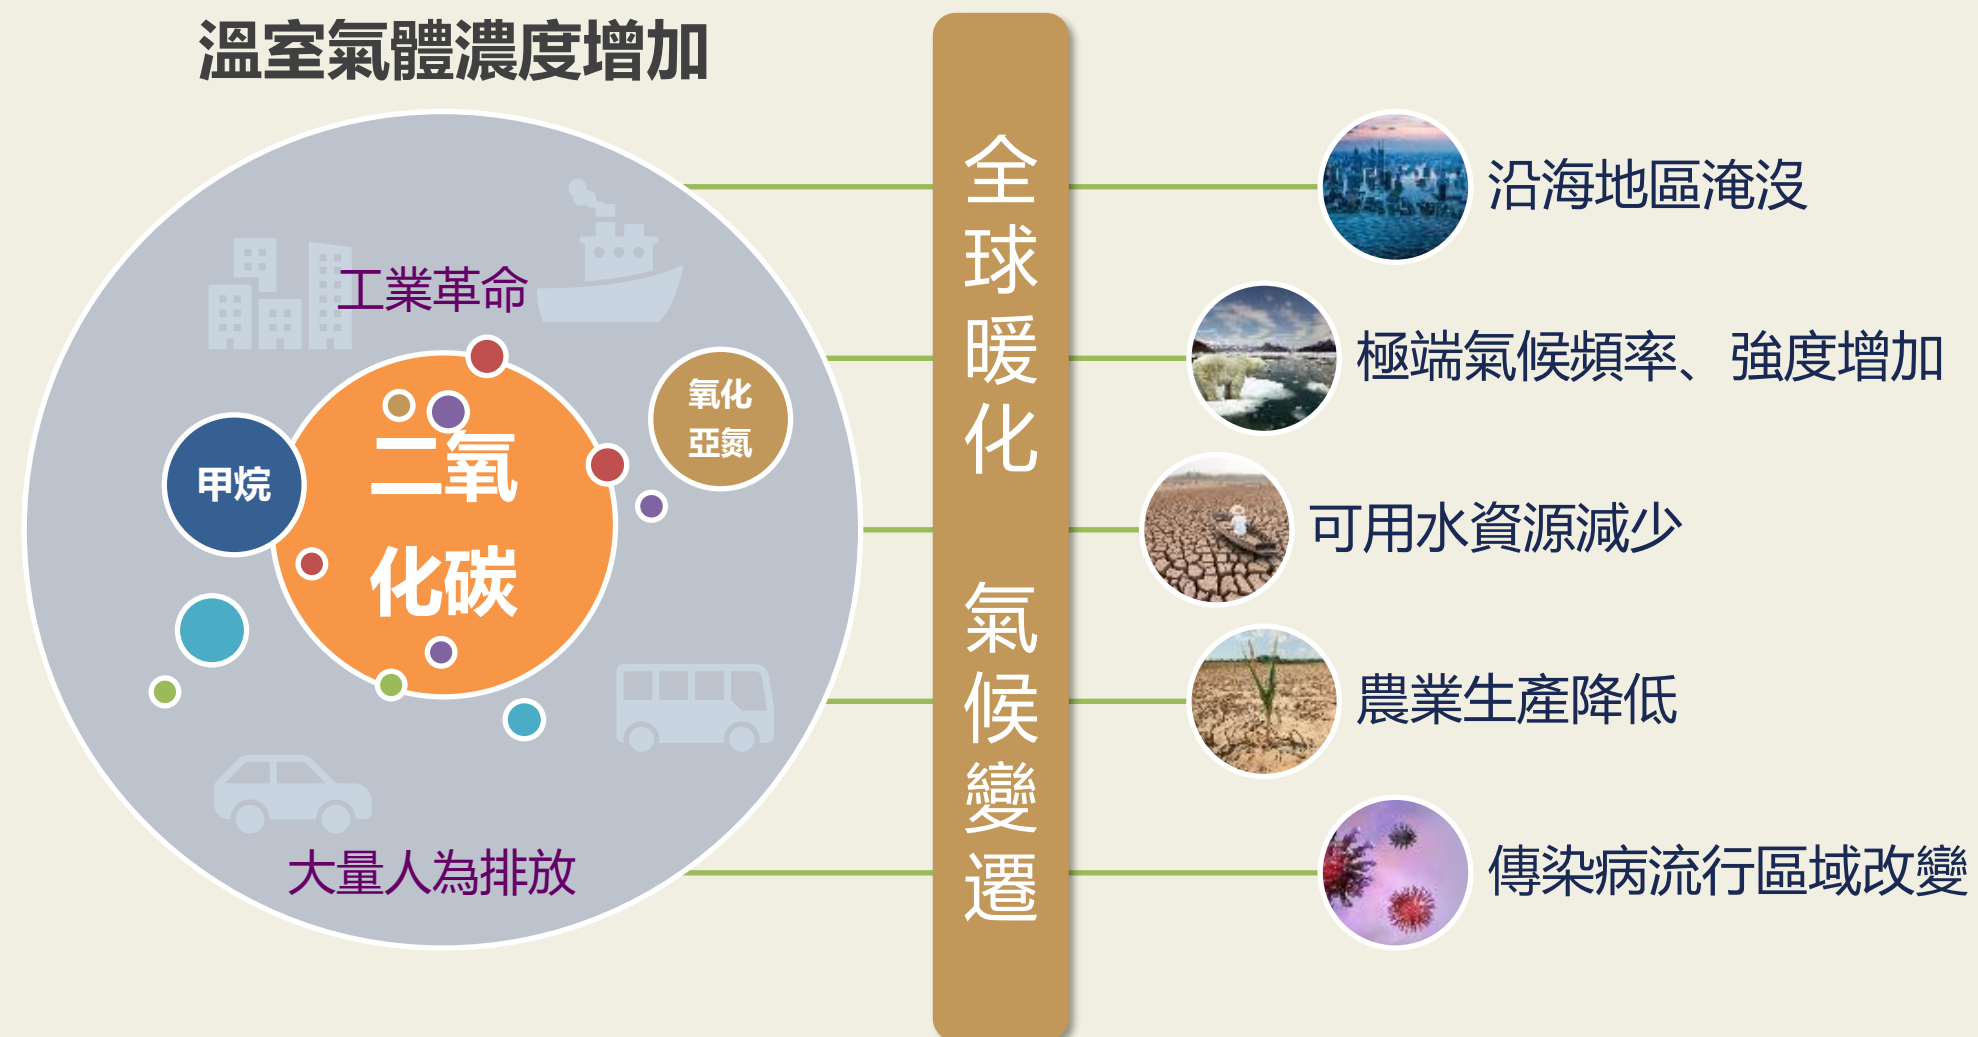 溫室氣體濃度增加
工業革命
氧化
亞氮
甲烷
二氧
化碳
大量人為排放
全球暖化 氣候變遷
沿海地區淹沒
極端氣候頻率、強度增加
可用水資源減少
農業生產降低
傳染病流行區域改變